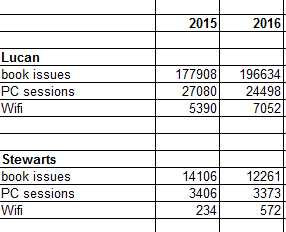 2015 2016
Lucan
book issues 177908 196634
PC sessions 27080 24498
Wifi 5390 7052
Stewarts
book issues 14106 12261
PC sessions 3406 3373
Wifi 234 572